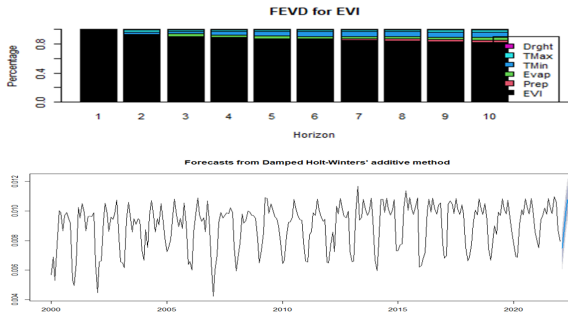 FEVD for EVI
Percentage
0.8
0.4
0.0
1 2 3 4 5 6 7 8 9 10
Horizon
Drght
TMax
TMin
Evap
Prep
EVI
Forecasts from Damped Holt-Winters' additive method
0.012
0.010
0.008
0.006
0.004
2000 2005 2010 2015 2020